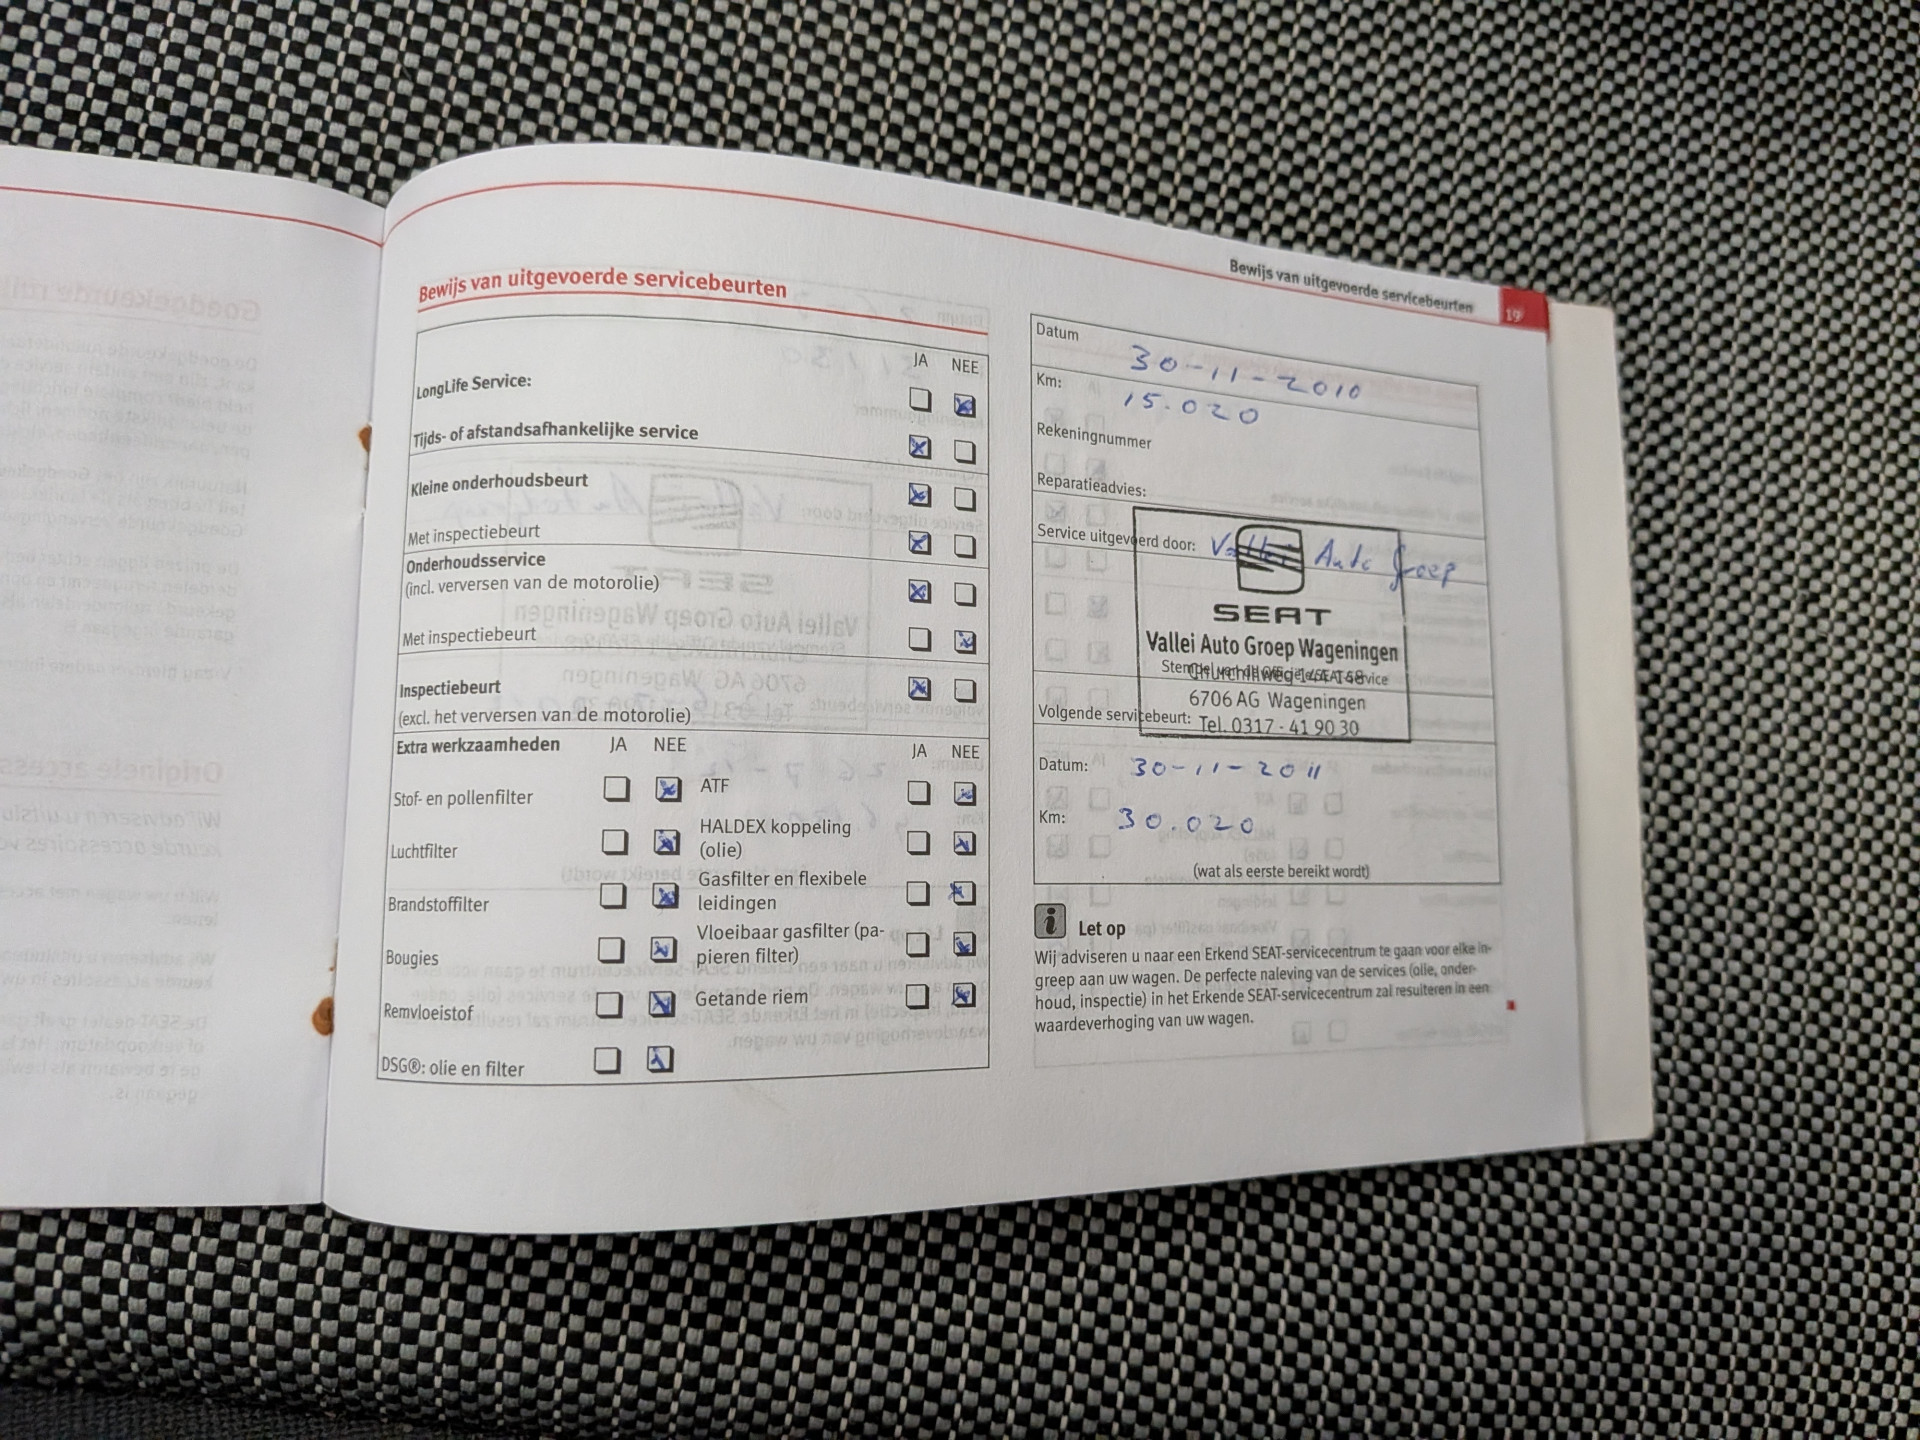 Bewijs van uitgevoerde servicebeurten
19
Bewijs van uitgevoerde servicebeurten
JA NEE
LongLife Service:
Tijds- of afstandsafhankelijke service
Kleine onderhoudsbeurt
Met inspectiebeurt
Onderhoudsservice
(incl. verversen van de motorolie)
Met inspectiebeurt
Inspectiebeurt
(excl. het verversen van de motorolie)
Extra werkzaamheden JA NEE JA NEE
Stof- en pollenfilter
Luchtfilter
Brandstoffilter
Bougies
Remvloeistof
DSG®: olie en filter
ATF
HALDEX koppeling
(olie)
Gasfilter en flexibele
leidingen
Vloeibaar gasfilter (pa-
pieren filter)
Getande riem
Datum 30-11-2010
Km: 15.020
Rekeningnummer
Reparatieadvies:
Service uitgevoerd door: Vallei Auto Groep
SEAT
Vallei Auto Groep Wageningen
Churchillweg 144
6706 AG Wageningen
Tel. 0317 - 41 90 30
Volgende servicebeurt:
Datum: 30-11-2011
Km: 30.020
(wat als eerste bereikt wordt)
Let op
Wij adviseren u naar een Erkend SEAT-servicecentrum te gaan voor elke in-
greep aan uw wagen. De perfecte naleving van de services (olie, onder-
houd, inspectie) in het Erkende SEAT-servicecentrum zal resulteren in een
waardeverhoging van uw wagen.